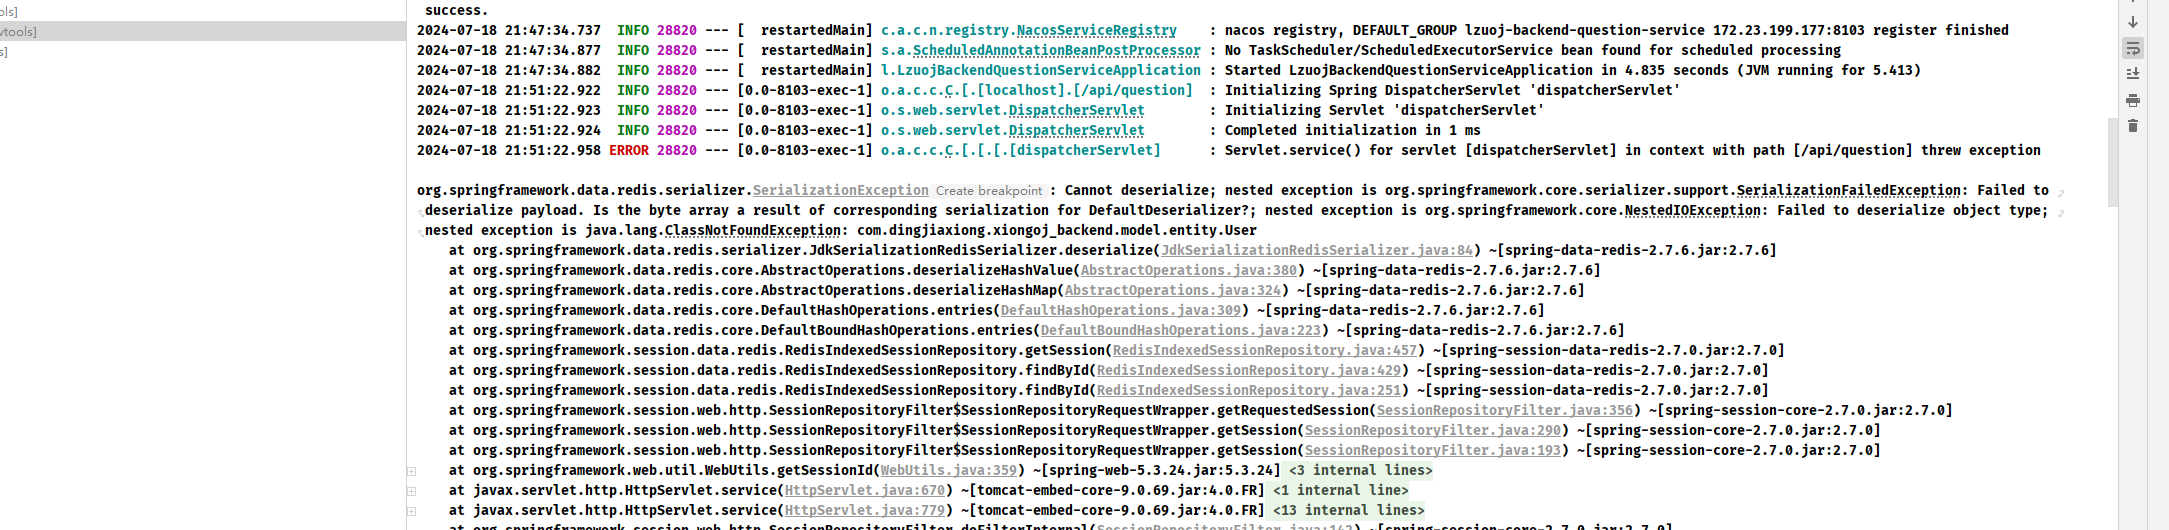 ols]
vtools]
s]
success.
2024-07-18 21:47:34.737  INFO 28820 --- [  restartedMain] c.a.c.n.registry.NacosServiceRegistry    : nacos registry, DEFAULT_GROUP lzuoj-backend-question-service 172.23.199.177:8103 register finished
2024-07-18 21:47:34.877  INFO 28820 --- [  restartedMain] s.a.ScheduledAnnotationBeanPostProcessor : No TaskScheduler/ScheduledExecutorService bean found for scheduled processing
2024-07-18 21:47:34.882  INFO 28820 --- [  restartedMain] l.LzuojBackendQuestionServiceApplication : Started LzuojBackendQuestionServiceApplication in 4.835 seconds (JVM running for 5.413)
2024-07-18 21:51:22.922  INFO 28820 --- [0.0-8103-exec-1] o.a.c.c.C.[.[localhost].[/api/question]  : Initializing Spring DispatcherServlet 'dispatcherServlet'
2024-07-18 21:51:22.923  INFO 28820 --- [0.0-8103-exec-1] o.s.web.servlet.DispatcherServlet        : Initializing Servlet 'dispatcherServlet'
2024-07-18 21:51:22.924  INFO 28820 --- [0.0-8103-exec-1] o.s.web.servlet.DispatcherServlet        : Completed initialization in 1 ms
2024-07-18 21:51:22.958 ERROR 28820 --- [0.0-8103-exec-1] o.a.c.c.C.[.[.[.[dispatcherServlet]      : Servlet.service() for servlet [dispatcherServlet] in context with path [/api/question] threw exception
org.springframework.data.redis.serializer.SerializationException Create breakpoint : Cannot deserialize; nested exception is org.springframework.core.serializer.support.SerializationFailedException: Failed to
deserialize payload. Is the byte array a result of corresponding serialization for DefaultDeserializer?; nested exception is org.springframework.core.NestedIOException: Failed to deserialize object type;
nested exception is java.lang.ClassNotFoundException: com.dingjiaxiong.xiongoj_backend.model.entity.User
at org.springframework.data.redis.serializer.JdkSerializationRedisSerializer.deserialize(JdkSerializationRedisSerializer.java:84) ~[spring-data-redis-2.7.6.jar:2.7.6]
at org.springframework.data.redis.core.AbstractOperations.deserializeHashValue(AbstractOperations.java:380) ~[spring-data-redis-2.7.6.jar:2.7.6]
at org.springframework.data.redis.core.AbstractOperations.deserializeHashMap(AbstractOperations.java:324) ~[spring-data-redis-2.7.6.jar:2.7.6]
at org.springframework.data.redis.core.DefaultHashOperations.entries(DefaultHashOperations.java:309) ~[spring-data-redis-2.7.6.jar:2.7.6]
at org.springframework.data.redis.core.DefaultBoundHashOperations.entries(DefaultBoundHashOperations.java:223) ~[spring-data-redis-2.7.6.jar:2.7.6]
at org.springframework.session.data.redis.RedisIndexedSessionRepository.getSession(RedisIndexedSessionRepository.java:457) ~[spring-session-data-redis-2.7.0.jar:2.7.0]
at org.springframework.session.data.redis.RedisIndexedSessionRepository.findById(RedisIndexedSessionRepository.java:429) ~[spring-session-data-redis-2.7.0.jar:2.7.0]
at org.springframework.session.data.redis.RedisIndexedSessionRepository.findById(RedisIndexedSessionRepository.java:251) ~[spring-session-data-redis-2.7.0.jar:2.7.0]
at org.springframework.session.web.http.SessionRepositoryFilter$SessionRepositoryRequestWrapper.getRequestedSession(SessionRepositoryFilter.java:356) ~[spring-session-core-2.7.0.jar:2.7.0]
at org.springframework.session.web.http.SessionRepositoryFilter$SessionRepositoryRequestWrapper.getSession(SessionRepositoryFilter.java:290) ~[spring-session-core-2.7.0.jar:2.7.0]
at org.springframework.session.web.http.SessionRepositoryFilter$SessionRepositoryRequestWrapper.getSession(SessionRepositoryFilter.java:193) ~[spring-session-core-2.7.0.jar:2.7.0]
at org.springframework.web.util.WebUtils.getSessionId(WebUtils.java:359) ~[spring-web-5.3.24.jar:5.3.24] <3 internal lines>
at javax.servlet.http.HttpServlet.service(HttpServlet.java:670) ~[tomcat-embed-core-9.0.69.jar:4.0.FR] <1 internal line>
at javax.servlet.http.HttpServlet.service(HttpServlet.java:779) ~[tomcat-embed-core-9.0.69.jar:4.0.FR] <13 internal lines>
at org.springframework.session.web.http.SessionRepositoryFilter.doFilterInternal(SessionRepositoryFilter.java:142) ~[spring-session-core-2.7.0.jar:2.7.0]